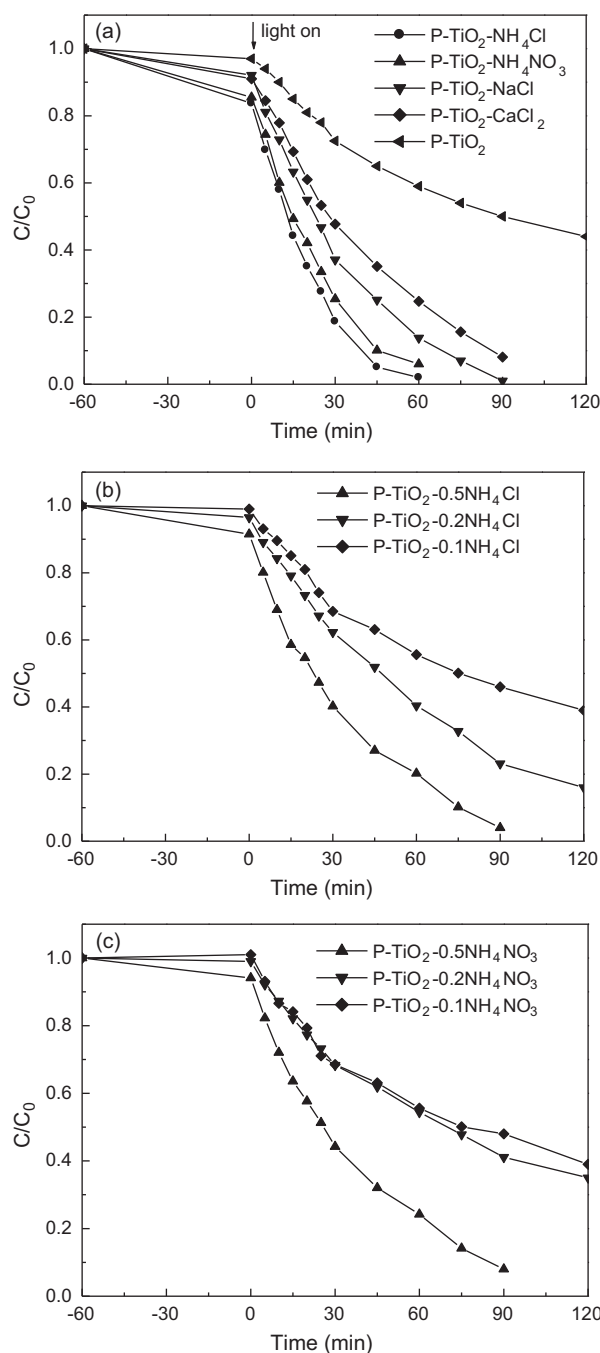 (a)
light on
P-TiO₂-NH₄Cl
P-TiO₂-NH₄NO₃
P-TiO₂-NaCl
P-TiO₂-CaCl₂
P-TiO₂
1.0
0.8
0.6
0.4
0.2
0.0
C/C₀
-60
-30
0
30
60
90
120
Time (min)
(b)
P-TiO₂-0.5NH₄Cl
P-TiO₂-0.2NH₄Cl
P-TiO₂-0.1NH₄Cl
1.0
0.8
0.6
0.4
0.2
0.0
C/C₀
-60
-30
0
30
60
90
120
Time (min)
(c)
P-TiO₂-0.5NH₄NO₃
P-TiO₂-0.2NH₄NO₃
P-TiO₂-0.1NH₄NO₃
1.0
0.8
0.6
0.4
0.2
0.0
C/C₀
-60
-30
0
30
60
90
120
Time (min)